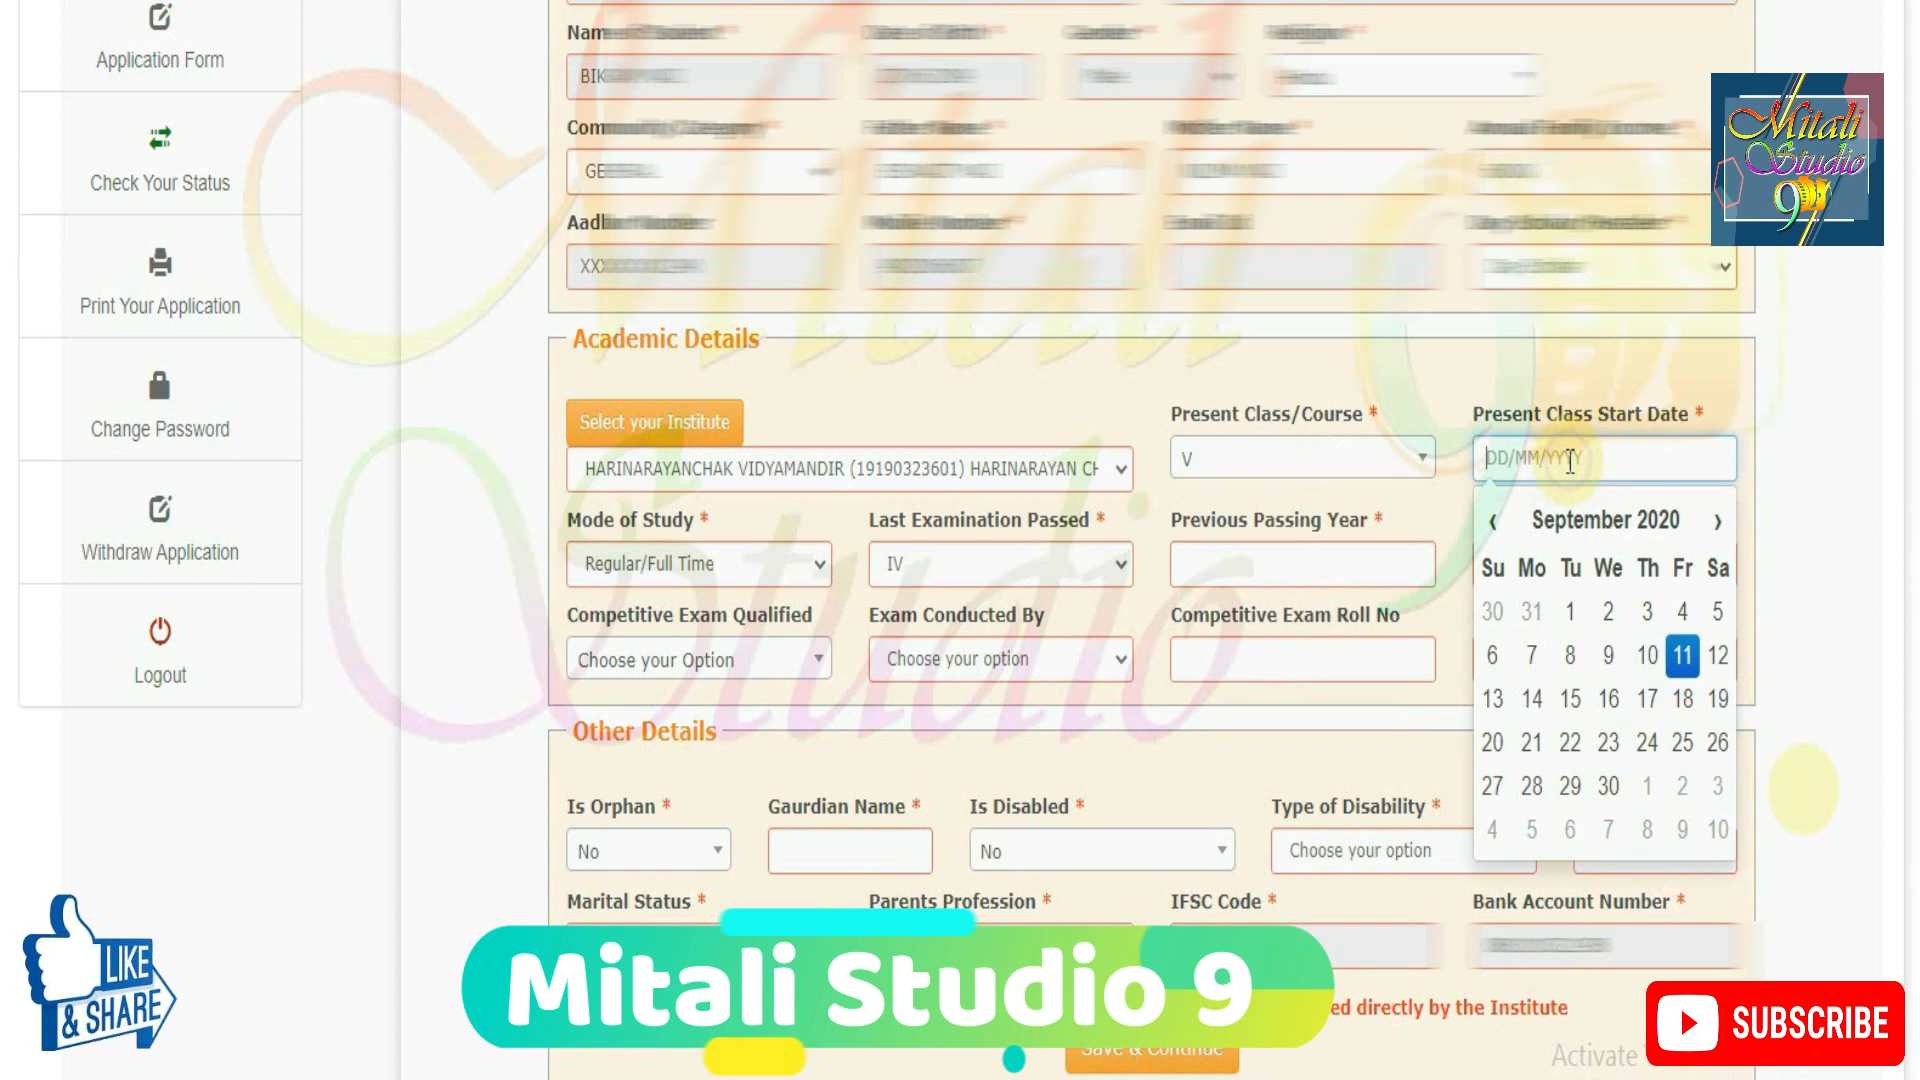 Application Form
Check Your Status
Print Your Application
Change Password
Withdraw Application
Logout
Mitali
Studio
9
Academic Details
Select your Institute
HARINARAYANCHAK VIDYAMANDIR (19190323601) HARINARAYAN CH
Present Class/Course *
V
Present Class Start Date *
DD/MM/YYYY
Mode of Study *
Regular/Full Time
Last Examination Passed *
IV
Previous Passing Year *
Competitive Exam Qualified
Choose your Option
Exam Conducted By
Choose your option
Competitive Exam Roll No
‹ September 2020 ›
Su Mo Tu We Th Fr Sa
30 31 1 2 3 4 5
6 7 8 9 10 11 12
13 14 15 16 17 18 19
20 21 22 23 24 25 26
27 28 29 30 1 2 3
4 5 6 7 8 9 10
Other Details
Is Orphan *
No
Gaurdian Name *
Is Disabled *
No
Type of Disability *
Choose your option
Marital Status *
Parents Profession *
IFSC Code *
Bank Account Number *
ed directly by the Institute
Save & Continue
Activate
Mitali Studio 9
LIKE
& SHARE
SUBSCRIBE
Mitali 9
Studio